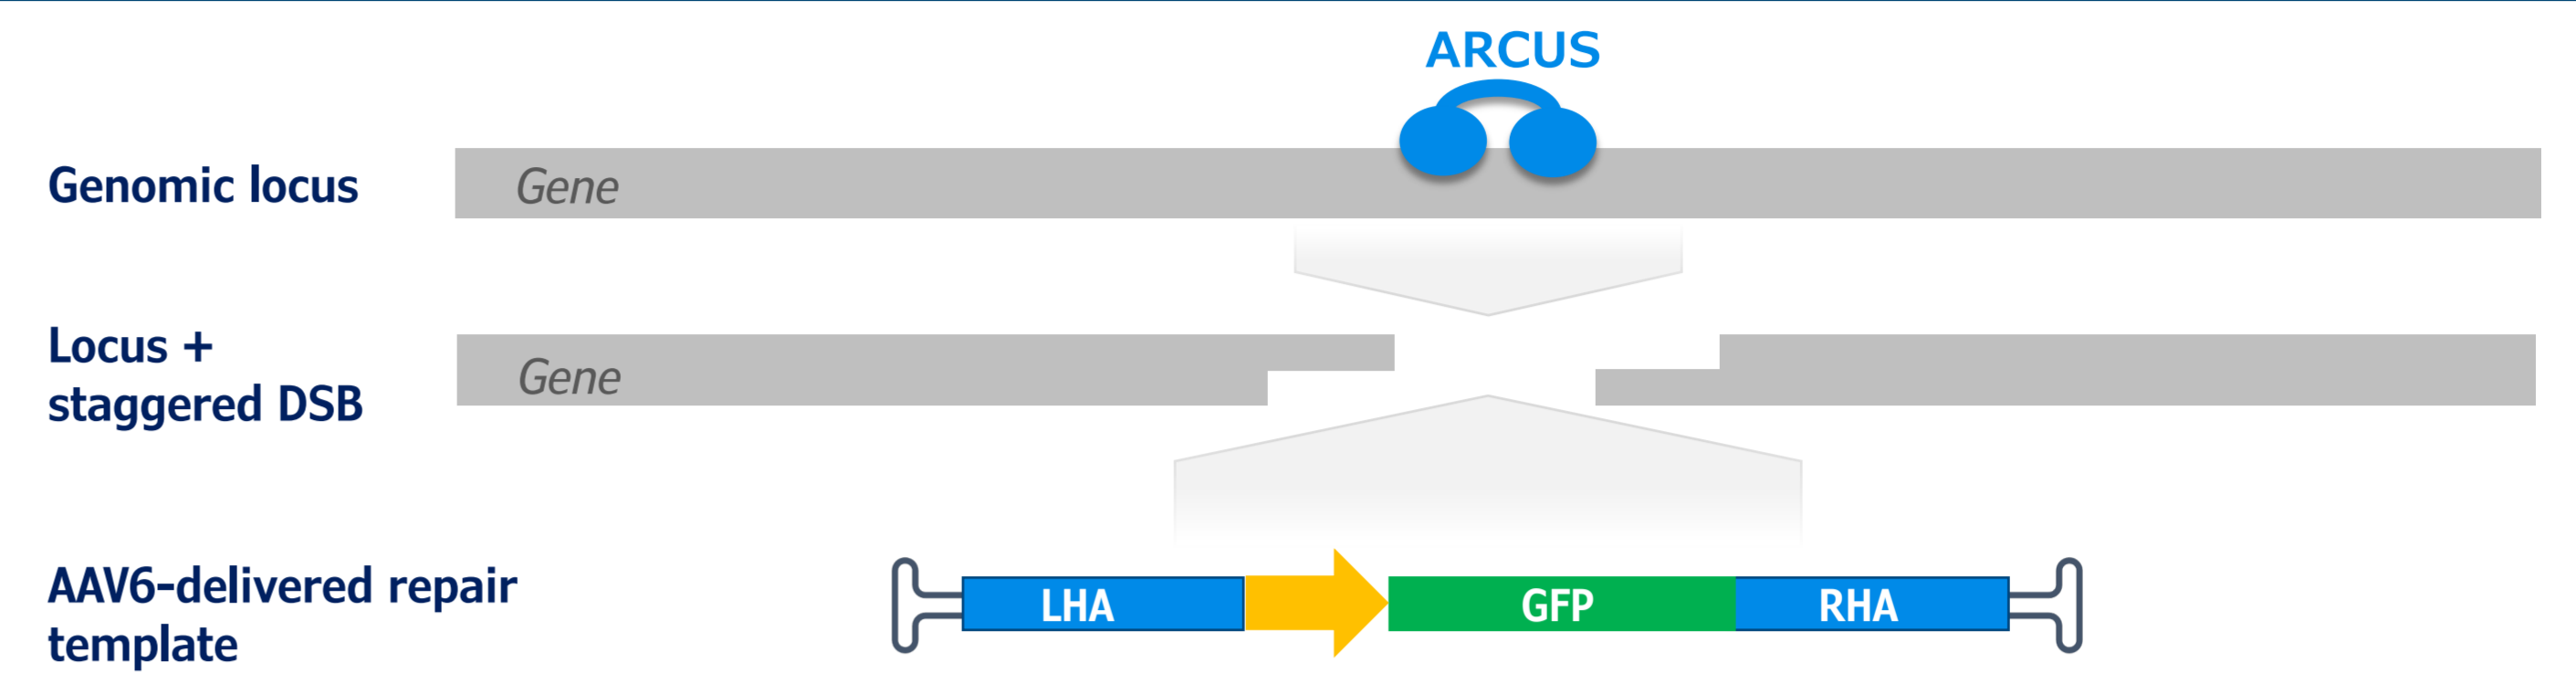 ARCUS
Genomic locus
Gene
Locus +
staggered DSB
Gene
AAV6-delivered repair
template
LHA
GFP
RHA